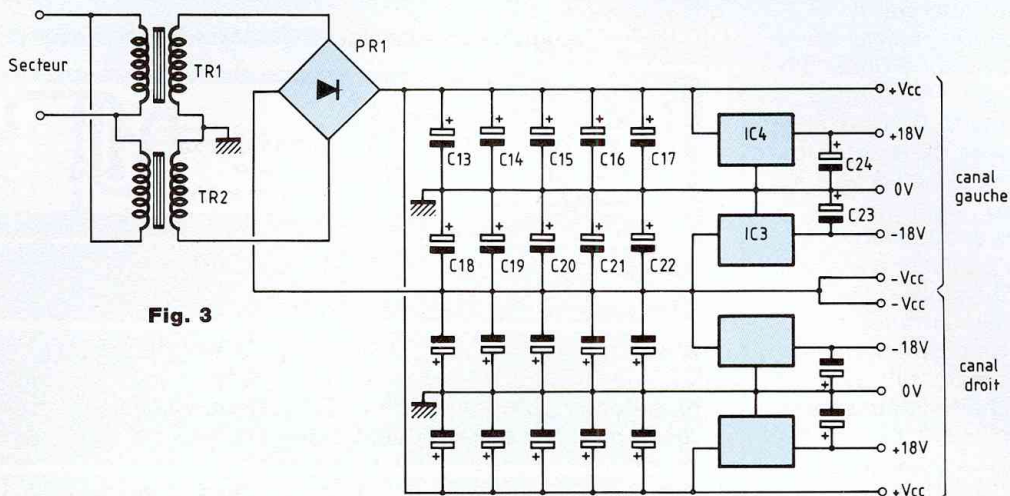 Secteur
TR1
TR2
PR1
Fig. 3
+
+
+
+
+
C13
C14
C15
C16
C17
+
+
+
+
+
C18
C19
C20
C21
C22
IC4
IC3
+
C24
+
C23
+Vcc
+18V
0V
-18V
-Vcc
canal
gauche
-Vcc
-18V
0V
+18V
+Vcc
canal
droit
+
+
+
+
+
+
+
+
+
+
+
+